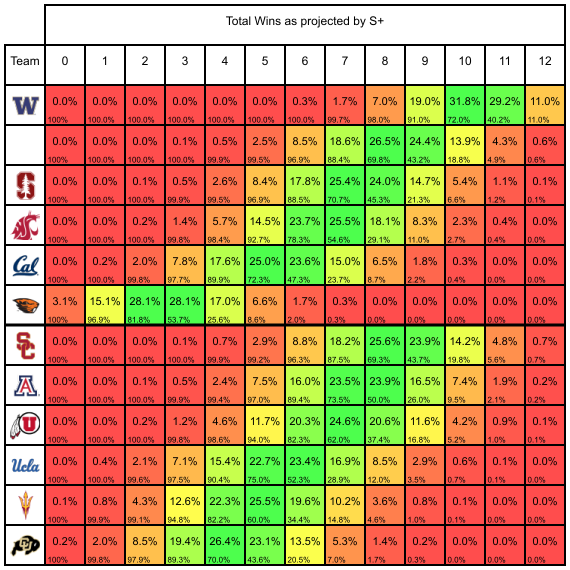 Total Wins as projected by S+
Team 0 1 2 3 4 5 6 7 8 9 10 11 12
W 0.0% 0.0% 0.0% 0.0% 0.0% 0.0% 0.3% 1.7% 7.0% 19.0% 31.8% 29.2% 11.0%
100% 100.0% 100.0% 100.0% 100.0% 100.0% 99.7% 98.0% 91.0% 72.0% 40.2% 11.0%
0.0% 0.0% 0.0% 0.1% 0.5% 2.5% 8.5% 18.6% 26.5% 24.4% 13.9% 4.3% 0.6%
100% 100.0% 100.0% 100.0% 99.9% 99.5% 96.9% 88.4% 69.8% 43.2% 18.8% 4.9% 0.6%
S 0.0% 0.0% 0.1% 0.5% 2.6% 8.4% 17.8% 25.4% 24.0% 14.7% 5.4% 1.1% 0.1%
100% 100.0% 100.0% 99.9% 99.5% 96.9% 88.5% 70.7% 45.3% 21.3% 6.6% 1.2% 0.1%
0.0% 0.0% 0.2% 1.4% 5.7% 14.5% 23.7% 25.5% 18.1% 8.3% 2.3% 0.4% 0.0%
100% 100.0% 100.0% 99.8% 98.4% 92.7% 78.3% 54.6% 29.1% 11.0% 2.7% 0.4% 0.0%
Cal 0.0% 0.2% 2.0% 7.8% 17.6% 25.0% 23.6% 15.0% 6.5% 1.8% 0.3% 0.0% 0.0%
100% 100.0% 99.8% 97.7% 89.9% 72.3% 47.3% 23.7% 8.7% 2.2% 0.4% 0.0% 0.0%
3.1% 15.1% 28.1% 28.1% 17.0% 6.6% 1.7% 0.3% 0.0% 0.0% 0.0% 0.0% 0.0%
100% 96.9% 81.8% 53.7% 25.6% 8.6% 2.0% 0.3% 0.0% 0.0% 0.0% 0.0% 0.0%
SC 0.0% 0.0% 0.0% 0.1% 0.7% 2.9% 8.8% 18.2% 25.6% 23.9% 14.2% 4.8% 0.7%
100% 100.0% 100.0% 100.0% 99.9% 99.2% 96.3% 87.5% 69.3% 43.7% 19.8% 5.6% 0.7%
A 0.0% 0.0% 0.1% 0.5% 2.4% 7.5% 16.0% 23.5% 23.9% 16.5% 7.4% 1.9% 0.2%
100% 100.0% 100.0% 99.9% 99.4% 97.0% 89.4% 73.5% 50.0% 26.0% 9.5% 2.1% 0.2%
U 0.0% 0.0% 0.2% 1.2% 4.6% 11.7% 20.3% 24.6% 20.6% 11.6% 4.2% 0.9% 0.1%
100% 100.0% 100.0% 99.8% 98.6% 94.0% 82.3% 62.0% 37.4% 16.8% 5.2% 1.0% 0.1%
Ucla 0.0% 0.4% 2.1% 7.1% 15.4% 22.7% 23.4% 16.9% 8.5% 2.9% 0.6% 0.1% 0.0%
100% 100.0% 99.6% 97.5% 90.4% 75.0% 52.3% 28.9% 12.0% 3.5% 0.7% 0.1% 0.0%
0.1% 0.8% 4.3% 12.6% 22.3% 25.5% 19.6% 10.2% 3.6% 0.8% 0.1% 0.0% 0.0%
100% 99.9% 99.1% 94.8% 82.2% 60.0% 34.4% 14.8% 4.6% 1.0% 0.1% 0.0% 0.0%
CU 0.2% 2.0% 8.5% 19.4% 26.4% 23.1% 13.5% 5.3% 1.4% 0.2% 0.0% 0.0% 0.0%
100% 99.8% 97.9% 89.3% 70.0% 43.6% 20.5% 7.0% 1.7% 0.3% 0.0% 0.0% 0.0%